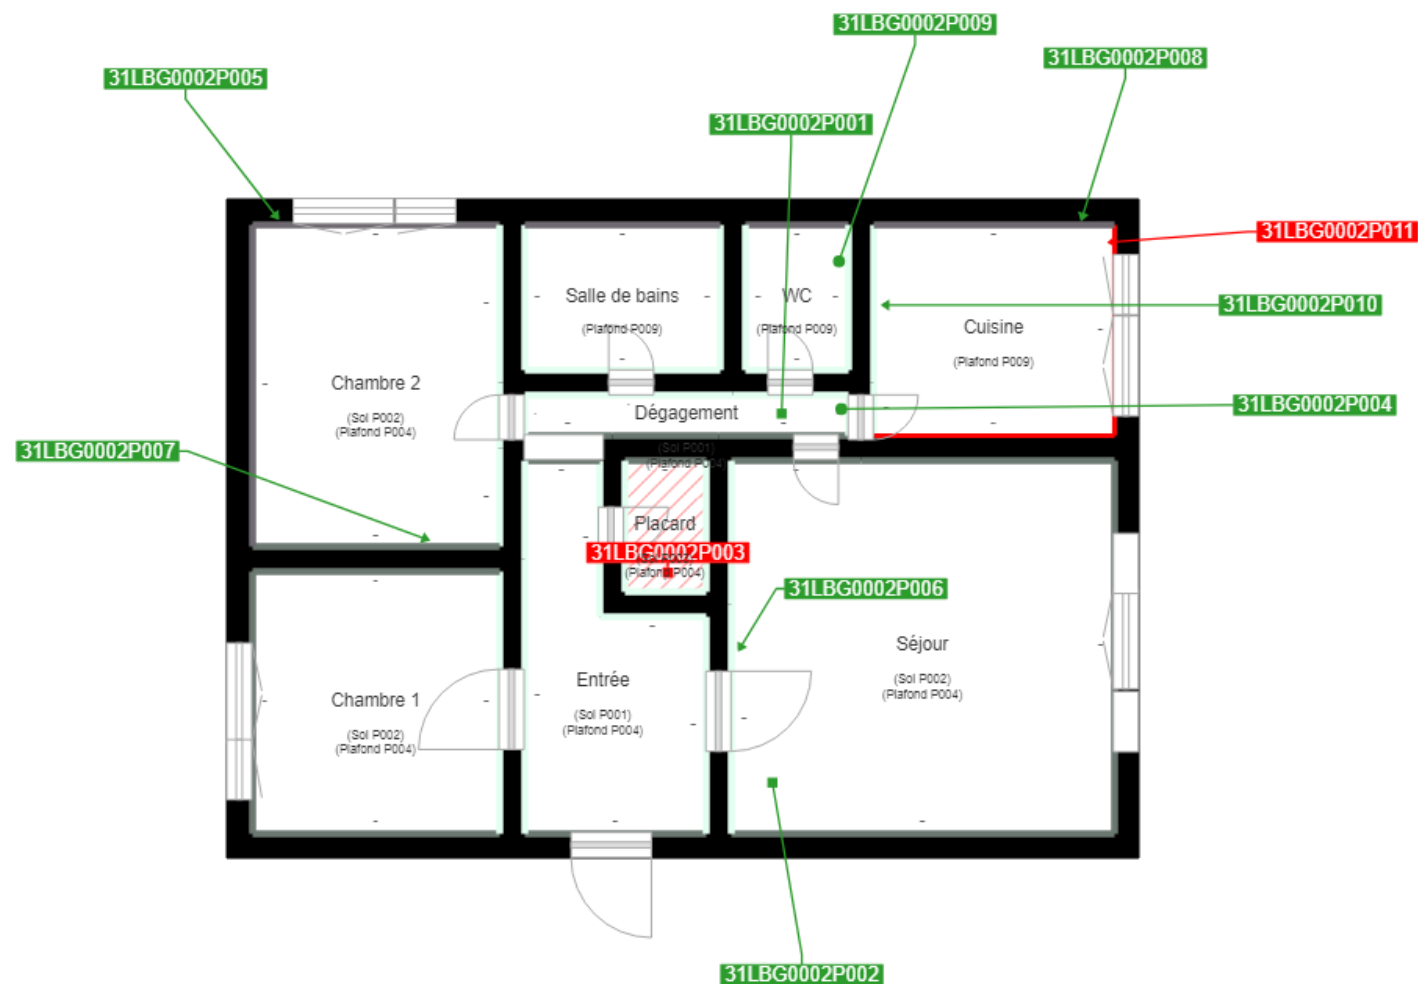 31LBG0002P009
31LBG0002P008
31LBG0002P005
31LBG0002P001
31LBG0002P011
Salle de bains
(Plafond P009)
WC
(Plafond P009)
31LBG0002P010
Cuisine
(Plafond P009)
Chambre 2
(Sol P002)
(Plafond P004)
Dégagement
(Sol P001)
(Plafond P004)
31LBG0002P004
31LBG0002P007
Placard
31LBG0002P003
(Plafond P004)
31LBG0002P006
Séjour
(Sol P002)
(Plafond P004)
Entrée
(Sol P001)
(Plafond P004)
Chambre 1
(Sol P002)
(Plafond P004)
31LBG0002P002